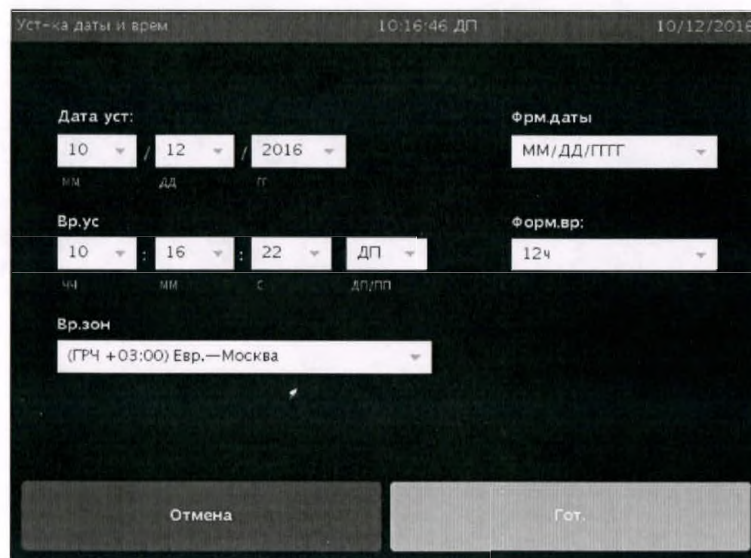 Уст-ка даты и врем 10:16:46 ДП 10/12/2016
Дата уст: Фрм.даты
10 / 12 / 2016 ММ/ДД/ГГГГ
ММ ДД ГГ
Вр.ус Форм.вр:
10 : 16 : 22 ДП 12ч
ЧЧ ММ С ДП/ПП
Вр.зон
(ГРЧ +03:00) Евр.—Москва
Отмена Гот.